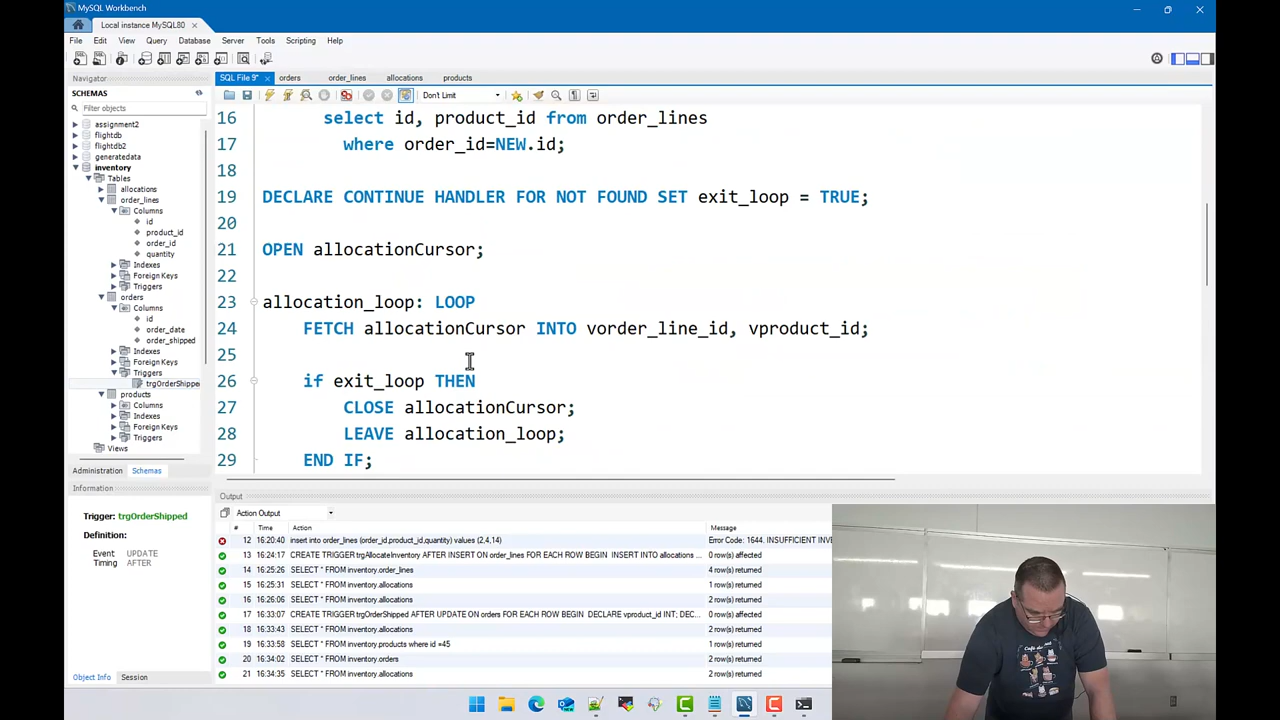 MySQL Workbench
Local instance MySQL80
File Edit View Query Database Server Tools Scripting Help
Navigator
SCHEMAS
Filter objects
assignment2
flightdb
flightdb2
generatedata
inventory
Tables
allocations
order_lines
Columns
id
product_id
order_id
quantity
Indexes
Foreign Keys
Triggers
orders
Columns
id
order_date
order_shipped
Indexes
Foreign Keys
Triggers
trgOrderShippe
products
Columns
Indexes
Foreign Keys
Triggers
Views
Administration Schemas
Information
Trigger: trgOrderShipped
Definition:
Event UPDATE
Timing AFTER
Object Info Session
SQL File 9* orders order_lines allocations products
Don't Limit
16 select id, product_id from order_lines
17 where order_id=NEW.id;
18
19 DECLARE CONTINUE HANDLER FOR NOT FOUND SET exit_loop = TRUE;
20
21 OPEN allocationCursor;
22
23 allocation_loop: LOOP
24 FETCH allocationCursor INTO vorder_line_id, vproduct_id;
25
26 if exit_loop THEN
27 CLOSE allocationCursor;
28 LEAVE allocation_loop;
29 END IF;
Output
Action Output
# Time Action Message
12 16:20:40 insert into order_lines (order_id,product_id,quantity) values (2,4,14) Error Code: 1644. INSUFFICIENT INVE
13 16:24:17 CREATE TRIGGER trgAllocateInventory AFTER INSERT ON order_lines FOR EACH ROW BEGIN INSERT INTO allocations ... 0 row(s) affected
14 16:25:26 SELECT * FROM inventory.order_lines 4 row(s) returned
15 16:25:31 SELECT * FROM inventory.allocations 1 row(s) returned
16 16:26:06 SELECT * FROM inventory.allocations 2 row(s) returned
17 16:33:07 CREATE TRIGGER trgOrderShipped AFTER UPDATE ON orders FOR EACH ROW BEGIN DECLARE vproduct_id INT; DEC... 0 row(s) affected
18 16:33:43 SELECT * FROM inventory.allocations 2 row(s) returned
19 16:33:58 SELECT * FROM inventory.products where id =45 1 row(s) returned
20 16:34:02 SELECT * FROM inventory.orders 2 row(s) returned
21 16:34:35 SELECT * FROM inventory.allocations 2 row(s) returned